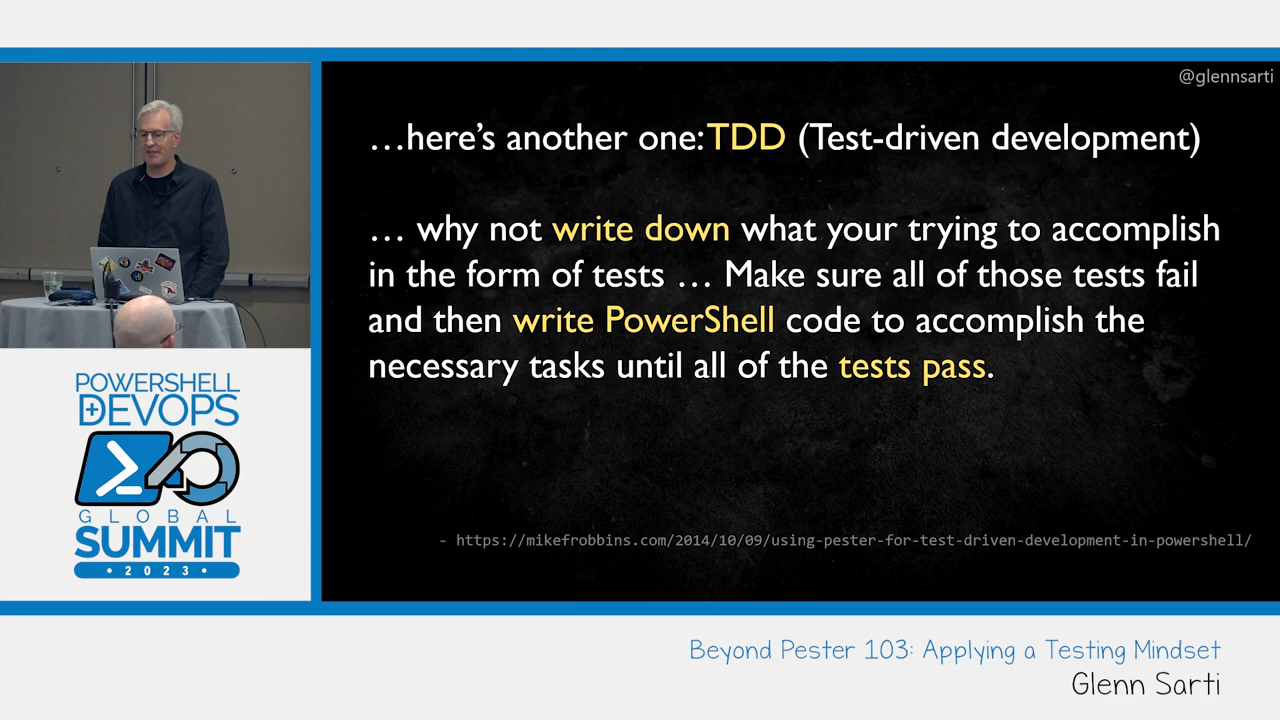 @glennsarti
…here's another one: TDD (Test-driven development)
… why not write down what your trying to accomplish
in the form of tests … Make sure all of those tests fail
and then write PowerShell code to accomplish the
necessary tasks until all of the tests pass.
- https://mikefrobbins.com/2014/10/09/using-pester-for-test-driven-development-in-powershell/
POWERSHELL
+DEVOPS
GLOBAL
SUMMIT
• 2023 •
Beyond Pester 103: Applying a Testing Mindset
Glenn Sarti